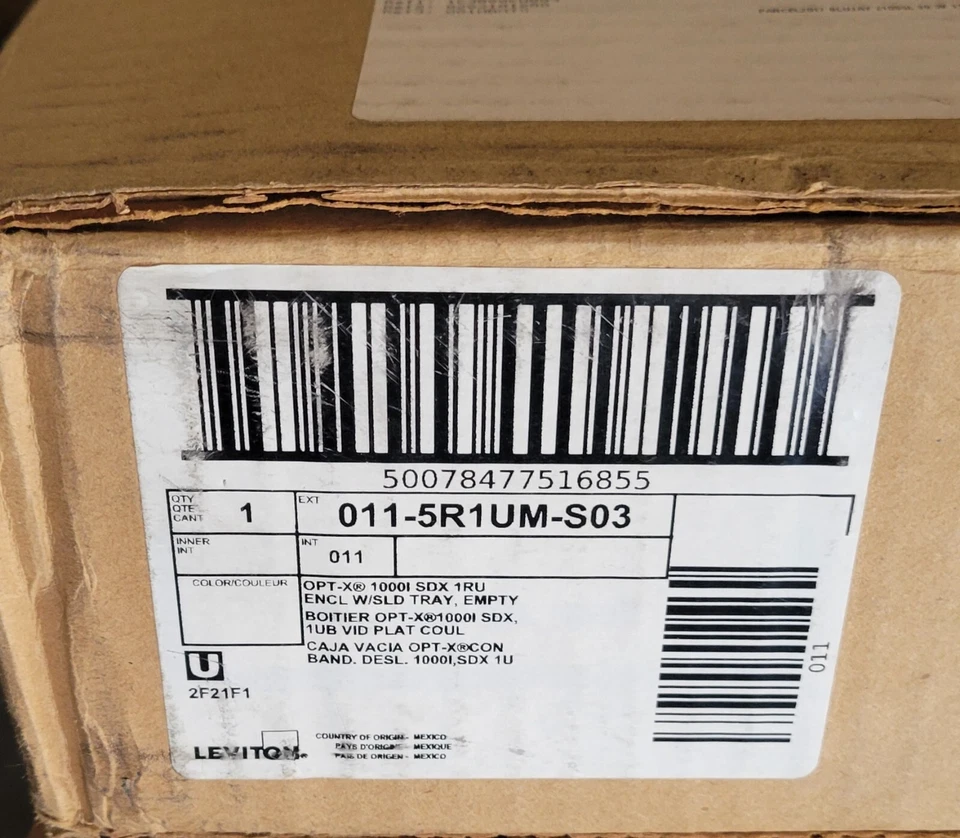 50078477516855
QTY
QTE
CANT
1
EXT
011-5R1UM-S03
INNER
INT
INT
011
COLOR/COULEUR
OPT-X® 1000I SDX 1RU
ENCL W/SLD TRAY, EMPTY
BOITIER OPT-X®1000I SDX,
1UB VID PLAT COUL
CAJA VACIA OPT-X®CON
BAND. DESL. 1000I,SDX 1U
011
U
2F21F1
LEVITON®
COUNTRY OF ORIGIN- MEXICO
PAYS D'ORIGINE- MEXIQUE
PAIS DE ORIGEN- MEXICO